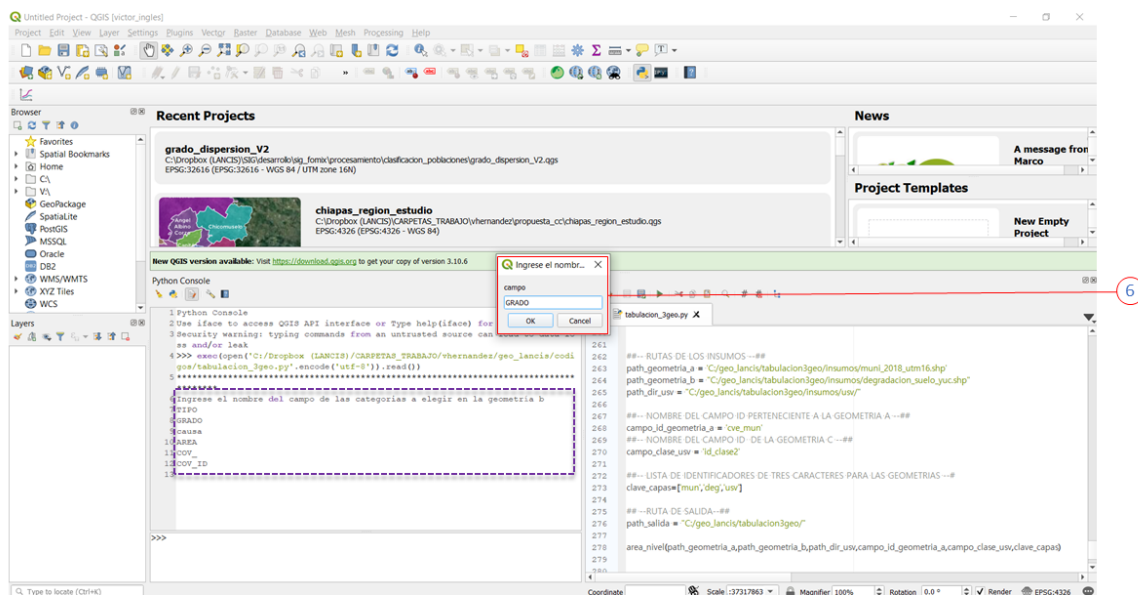 Untitled Project - QGIS [victor_ingles]
Project Edit View Layer Settings Plugins Vector Raster Database Web Mesh Processing Help
Browser
Favorites
Spatial Bookmarks
Home
C:\
V:\
GeoPackage
SpatiaLite
PostGIS
MSSQL
Oracle
DB2
WMS/WMTS
XYZ Tiles
WCS
Layers
Recent Projects
grado_dispersion_V2
C:\Dropbox (LANCIS)\SIG\desarrollo\sig_fomix\procesamiento\clasificacion_poblaciones\grado_dispersion_V2.qgs
EPSG:32616 (EPSG:32616 - WGS 84 / UTM zone 16N)
Angel Albino Corzo
Chicomuselo
chiapas_region_estudio
C:\Dropbox (LANCIS)\CARPETAS_TRABAJO\vhernandez\propuesta_cc\chiapas_region_estudio.qgs
EPSG:4326 (EPSG:4326 - WGS 84)
News
A message from
Marco
Project Templates
New Empty
Project
New QGIS version available: Visit https://download.qgis.org to get your copy of version 3.10.6
Python Console
1 Python Console
2 Use iface to access QGIS API interface or Type help(iface) for
3 Security warning: typing commands from an untrusted source can
ss and/or leak
4 >>> exec(open('C:/Dropbox (LANCIS)/CARPETAS_TRABAJO/vhernandez/geo_lancis/codi
gos/tabulacion_3geo.py'.encode('utf-8')).read())
5 ****************************************************************************
********
Ingrese el nombre del campo de las categorias a elegir en la geometria b
TIPO
GRADO
causa
AREA
COV_
COV_ID
>>>
Ingrese el nombr...
campo
GRADO
OK Cancel
6
tabulacion_3geo.py
261
262 ##-- RUTAS DE LOS INSUMOS --##
263 path_geometria_a = 'C:/geo_lancis/tabulacion3geo/insumos/muni_2018_utm16.shp'
264 path_geometria_b = "C:/geo_lancis/tabulacion3geo/insumos/degradacion_suelo_yuc.shp"
265 path_dir_usv = "C:/geo_lancis/tabulacion3geo/insumos/usv/"
266
267 ##-- NOMBRE DEL CAMPO ID PERTENECIENTE A LA GEOMETRIA A --##
268 campo_id_geometria_a = 'cve_mun'
269 ##-- NOMBRE DEL CAMPO ID DE LA GEOMETRIA C --##
270 campo_clase_usv = 'id_clase2'
271
272 ##-- LISTA DE IDENTIFICADORES DE TRES CARACTERES PARA LAS GEOMETRIAS --#
273 clave_capas=['mun','deg','usv']
274
275 ## --RUTA DE SALIDA--##
276 path_salida = "C:/geo_lancis/tabulacion3geo/"
277
278 area_nivel(path_geometria_a,path_geometria_b,path_dir_usv,campo_id_geometria_a,campo_clase_usv,clave_capas)
279
280
Type to locate (Ctrl+K)
Coordinate Scale :37317863 Magnifier 100% Rotation 0.0 ° Render EPSG:4326